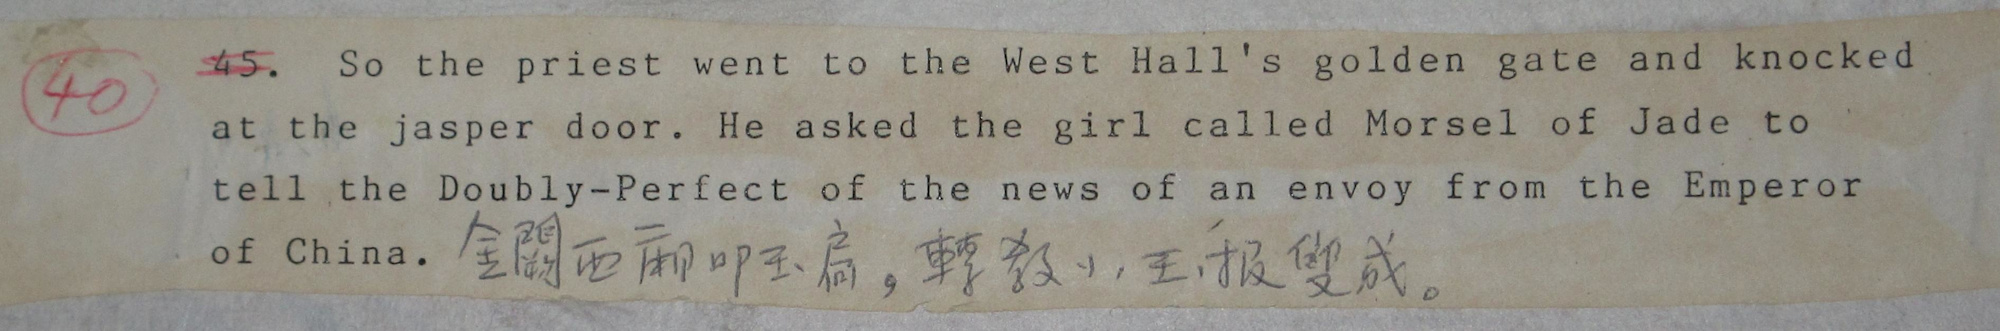 40 45. So the priest went to the West Hall's golden gate and knocked
at the jasper door. He asked the girl called Morsel of Jade to
tell the Doubly-Perfect of the news of an envoy from the Emperor
of China. 金闕西廂叩玉扃，轉教小玉報雙成。